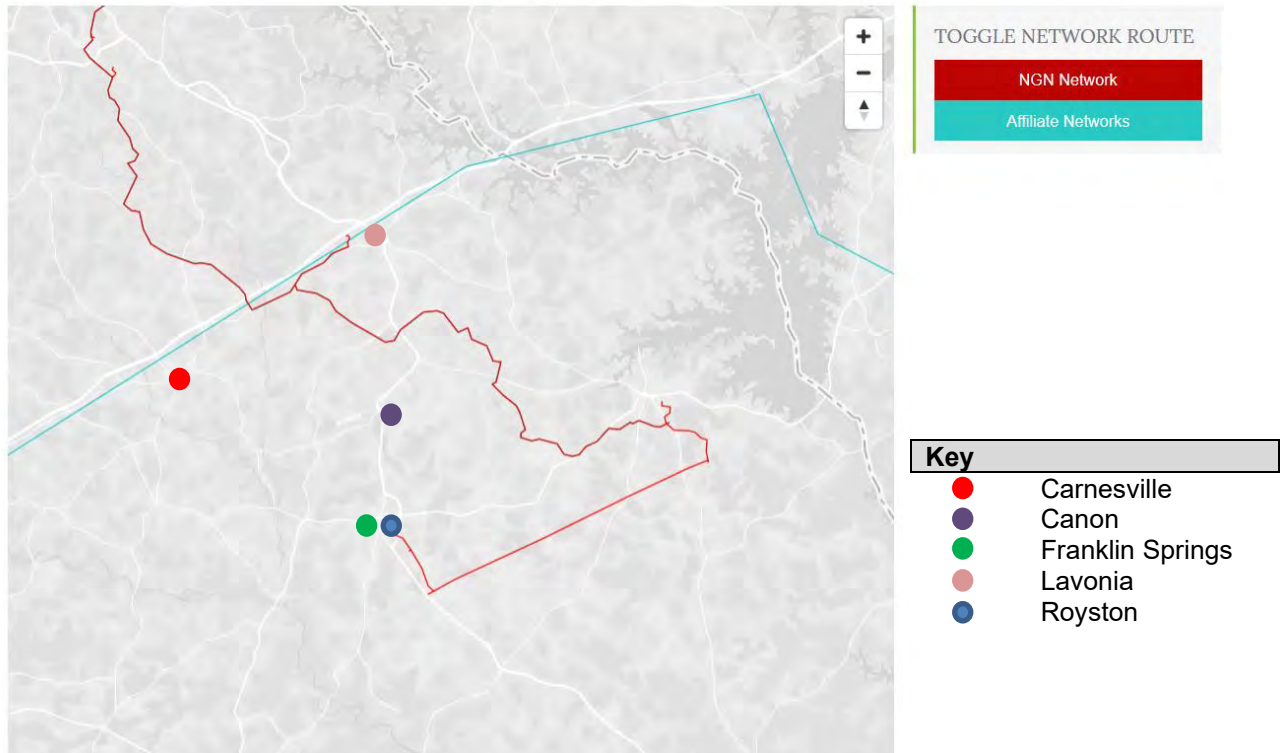 +
−
TOGGLE NETWORK ROUTE
NGN Network
Affiliate Networks
Key
Carnesville
Canon
Franklin Springs
Lavonia
Royston